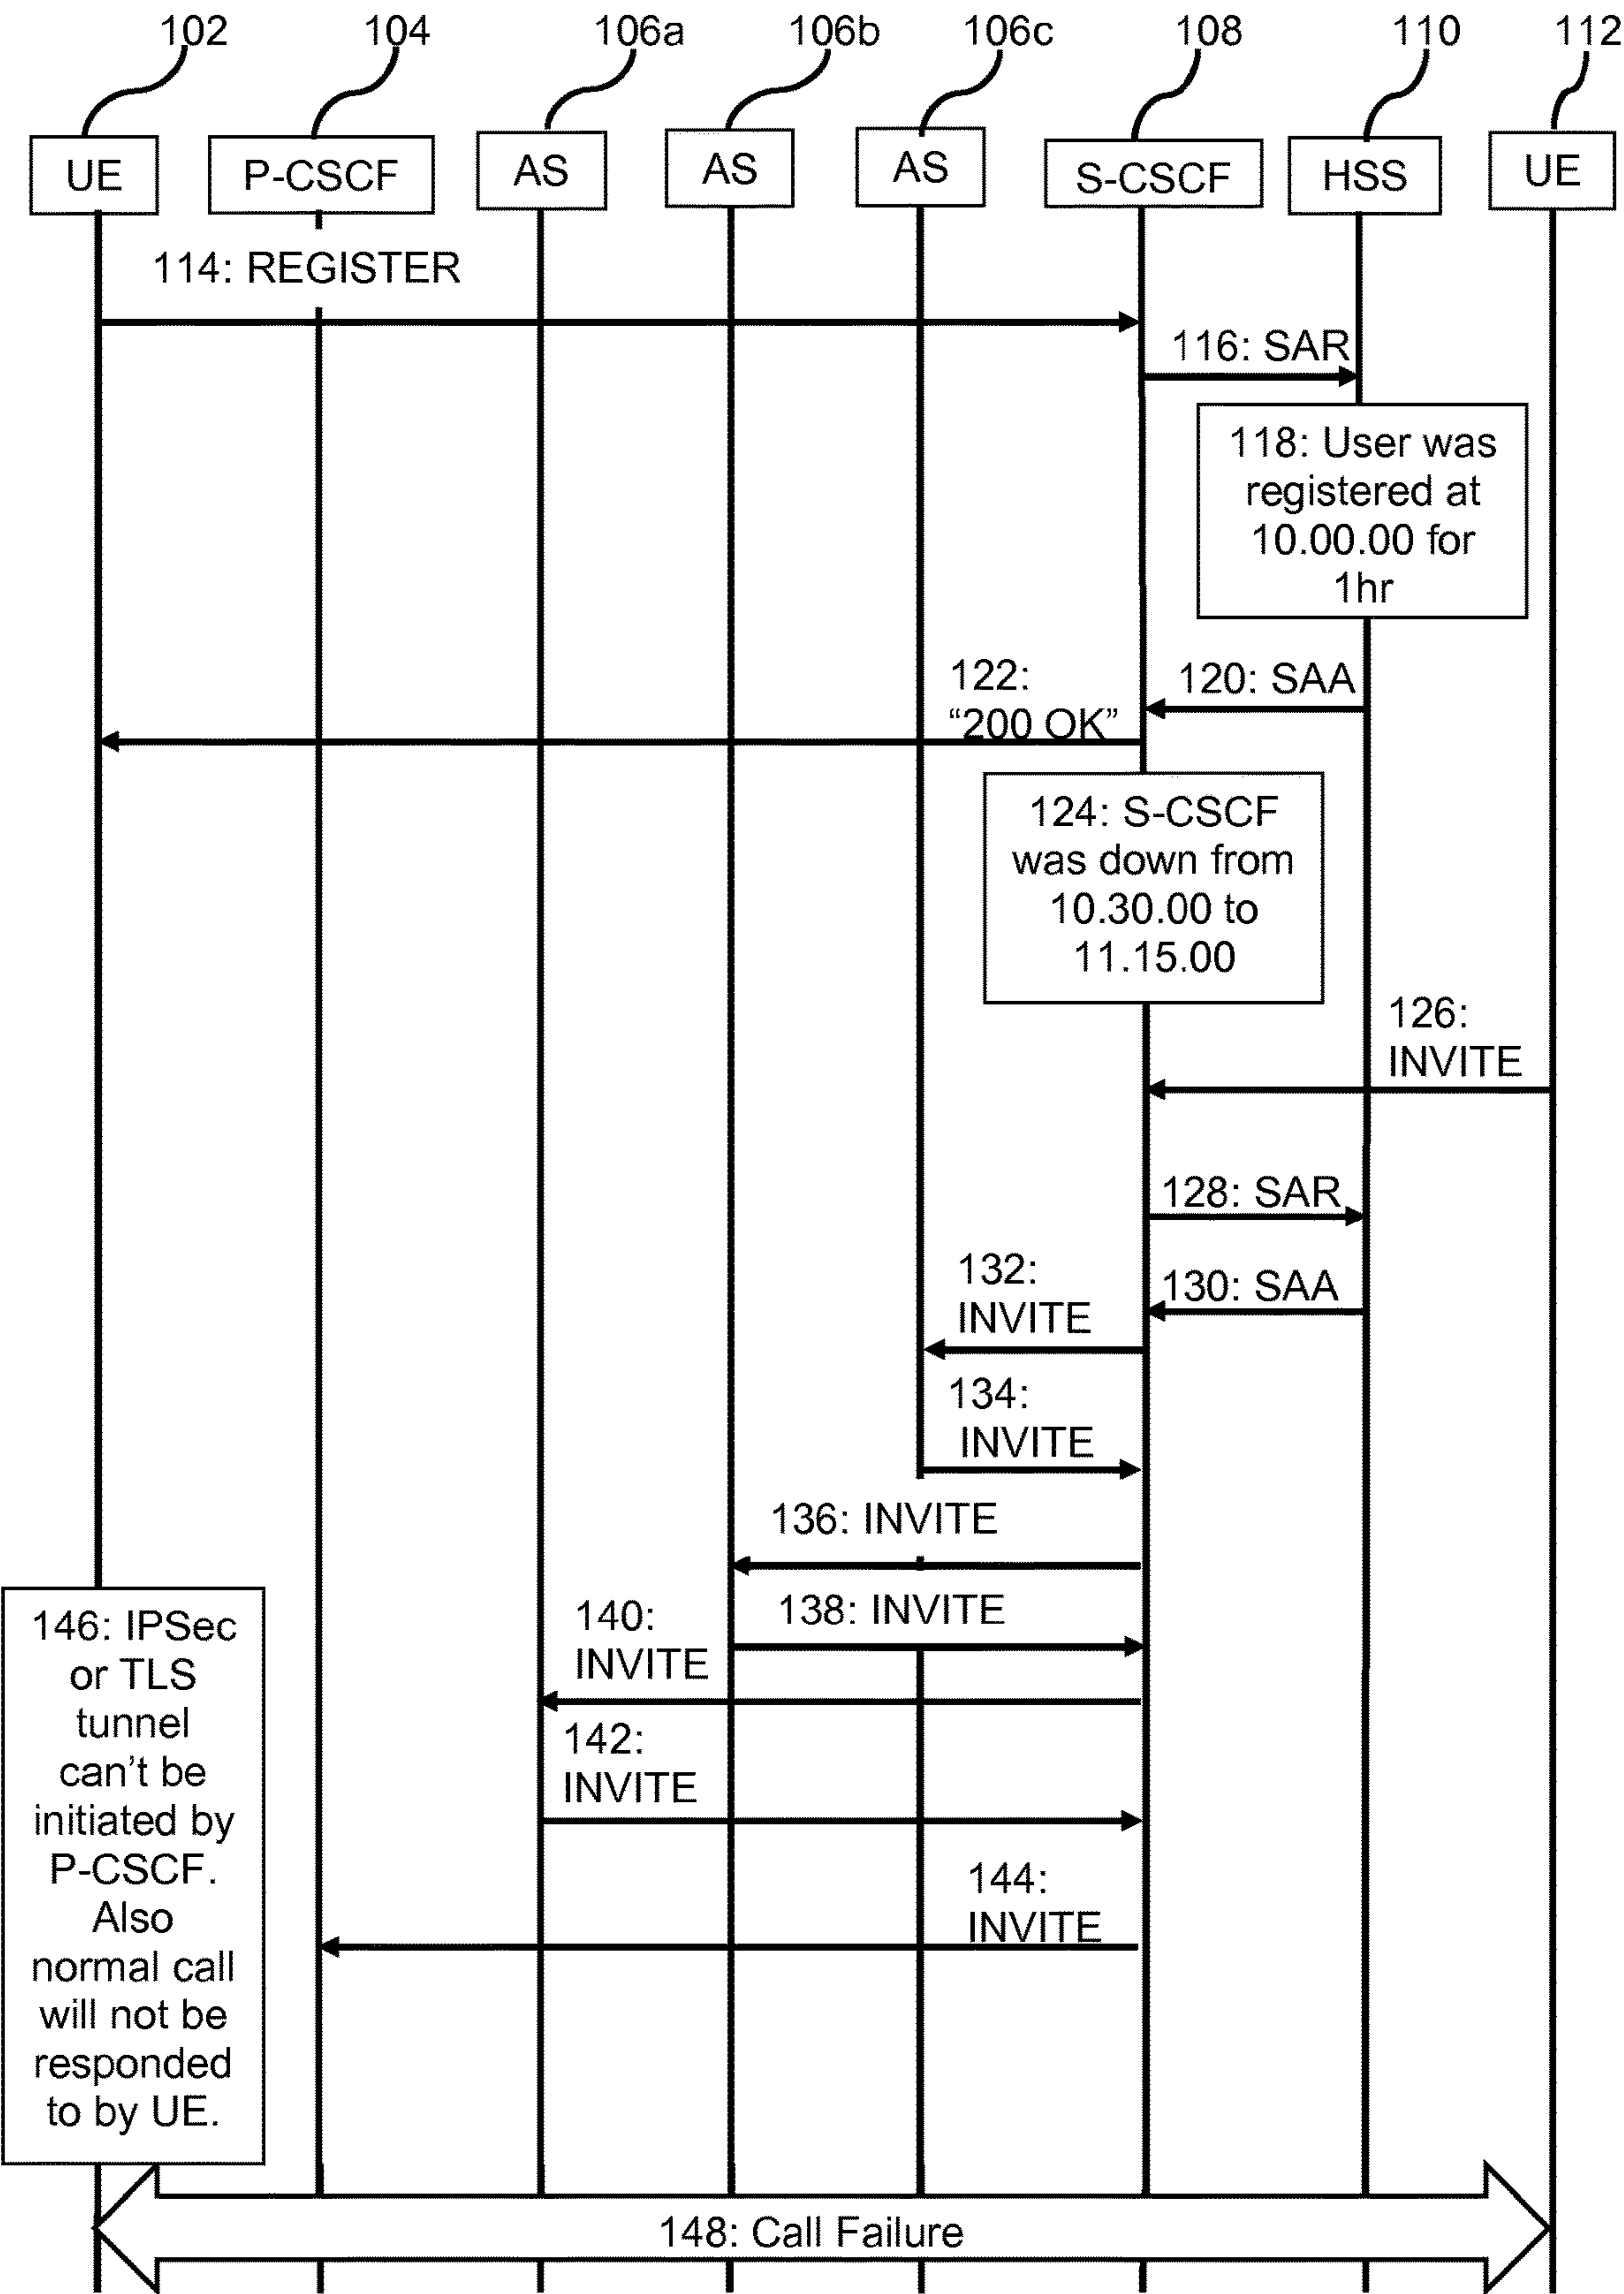 102
104
106a
106b
106c
108
110
112
UE
P-CSCF
AS
AS
AS
S-CSCF
HSS
UE
114: REGISTER
116: SAR
118: User was
registered at
10.00.00 for
1hr
120: SAA
122:
“200 OK”
124: S-CSCF
was down from
10.30.00 to
11.15.00
126:
INVITE
128: SAR
130: SAA
132:
INVITE
134:
INVITE
136: INVITE
138: INVITE
140:
INVITE
142:
INVITE
144:
INVITE
146: IPSec
or TLS
tunnel
can’t be
initiated by
P-CSCF.
Also
normal call
will not be
responded
to by UE.
148: Call Failure